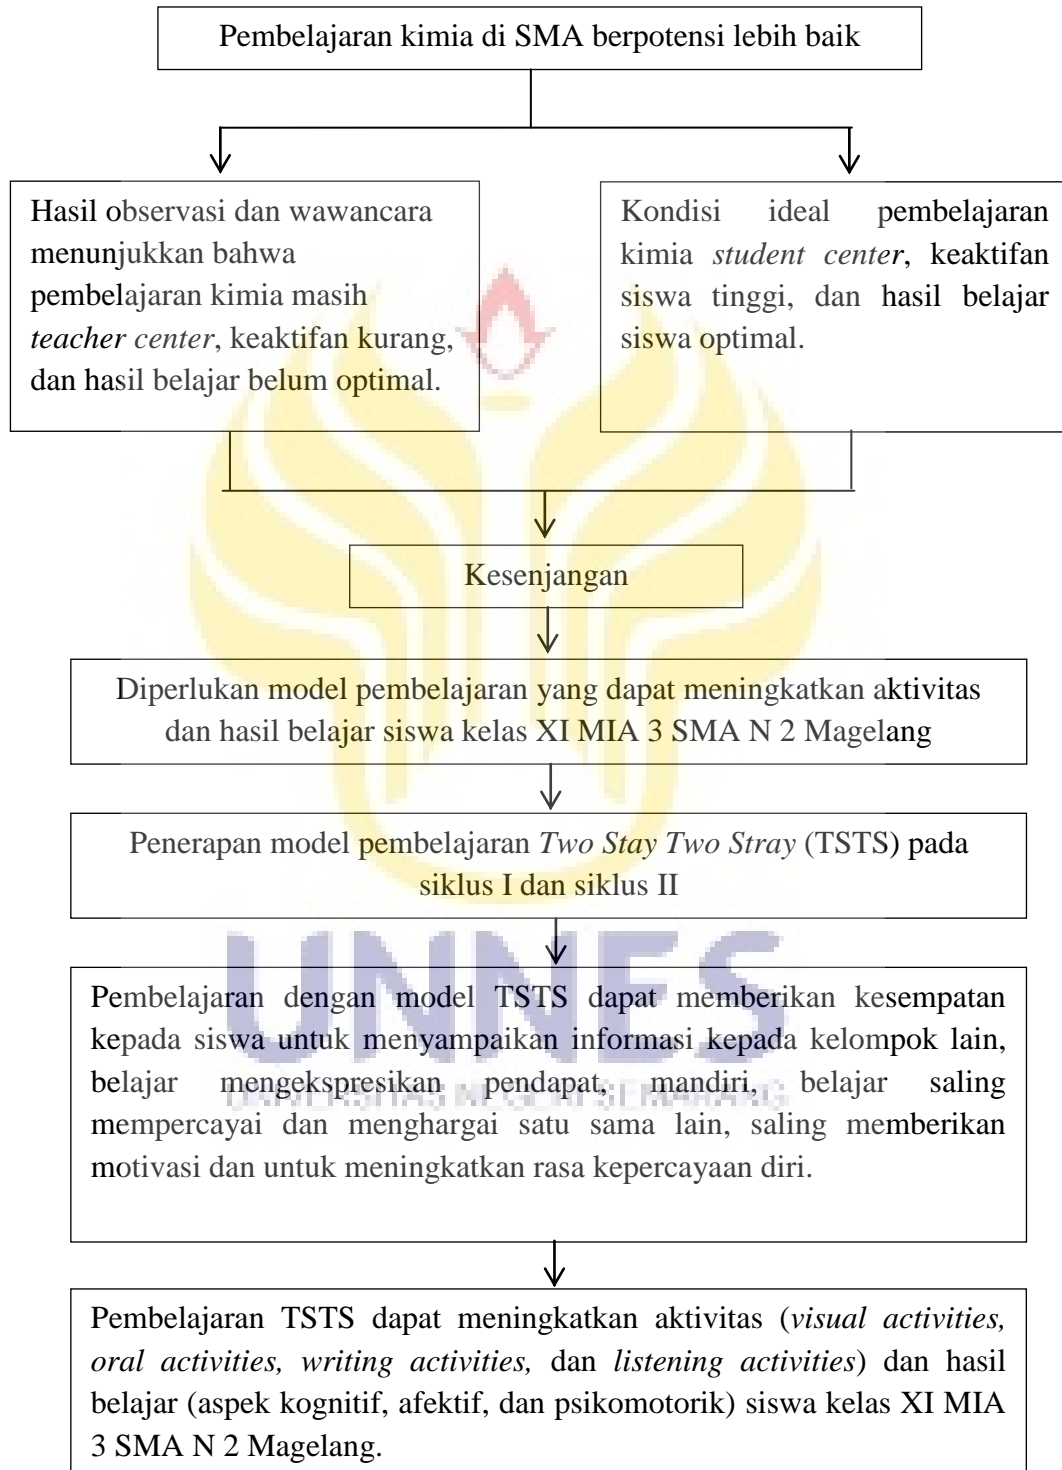 Pembelajaran kimia di SMA berpotensi lebih baik
Hasil observasi dan wawancara
menunjukkan bahwa
pembelajaran kimia masih
teacher center, keaktifan kurang,
dan hasil belajar belum optimal.
Kondisi ideal pembelajaran
kimia student center, keaktifan
siswa tinggi, dan hasil belajar
siswa optimal.
Kesenjangan
Diperlukan model pembelajaran yang dapat meningkatkan aktivitas
dan hasil belajar siswa kelas XI MIA 3 SMA N 2 Magelang
Penerapan model pembelajaran Two Stay Two Stray (TSTS) pada
siklus I dan siklus II
UNNES
Pembelajaran dengan model TSTS dapat memberikan kesempatan
kepada siswa untuk menyampaikan informasi kepada kelompok lain,
belajar mengekspresikan pendapat, mandiri, belajar saling
UNIVERSITAS NEGERI SEMARANG
mempercayai dan menghargai satu sama lain, saling memberikan
motivasi dan untuk meningkatkan rasa kepercayaan diri.
Pembelajaran TSTS dapat meningkatkan aktivitas (visual activities,
oral activities, writing activities, dan listening activities) dan hasil
belajar (aspek kognitif, afektif, dan psikomotorik) siswa kelas XI MIA
3 SMA N 2 Magelang.